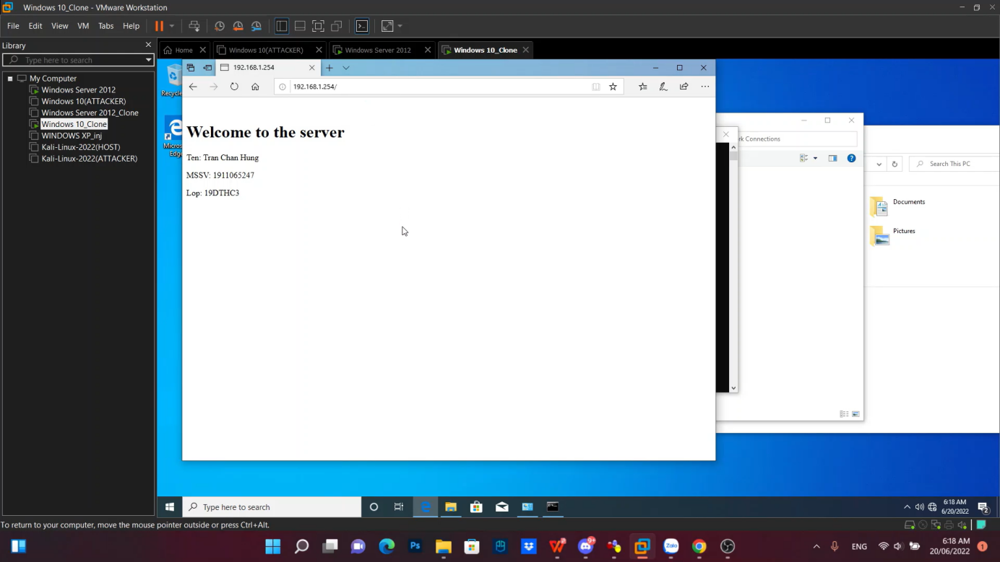 Windows 10_Clone - VMware Workstation
File Edit View VM Tabs Help
Library
Type here to search
My Computer
Windows Server 2012
Windows 10(ATTACKER)
Windows Server 2012_Clone
Windows 10_Clone
WINDOWS XP_inj
Kali-Linux-2022(HOST)
Kali-Linux-2022(ATTACKER)
Home
Windows 10(ATTACKER)
Windows Server 2012
Windows 10_Clone
192.168.1.254
192.168.1.254/
Welcome to the server
Ten: Tran Chan Hung
MSSV: 1911065247
Lop: 19DTHC3
Edge
Connections
Search This PC
Documents
Pictures
Type here to search
6:18 AM
6/20/2022
2
To return to your computer, move the mouse pointer outside or press Ctrl+Alt.
Ps
9+
Zalo
ENG
6:18 AM
20/06/2022
1